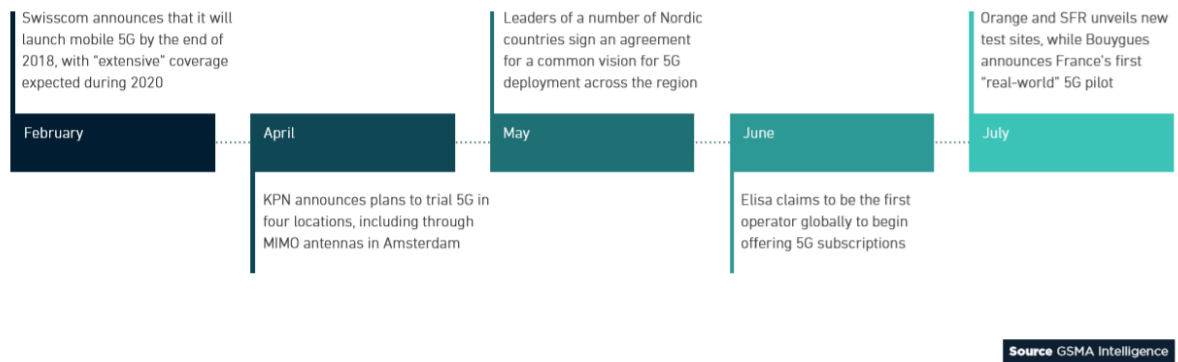 Swisscom announces that it will
launch mobile 5G by the end of
2018, with “extensive” coverage
expected during 2020
February
April
KPN announces plans to trial 5G in
four locations, including through
MIMO antennas in Amsterdam
Leaders of a number of Nordic
countries sign an agreement
for a common vision for 5G
deployment across the region
May
June
Elisa claims to be the first
operator globally to begin
offering 5G subscriptions
Orange and SFR unveils new
test sites, while Bouygues
announces France's first
“real-world” 5G pilot
July
Source GSMA Intelligence